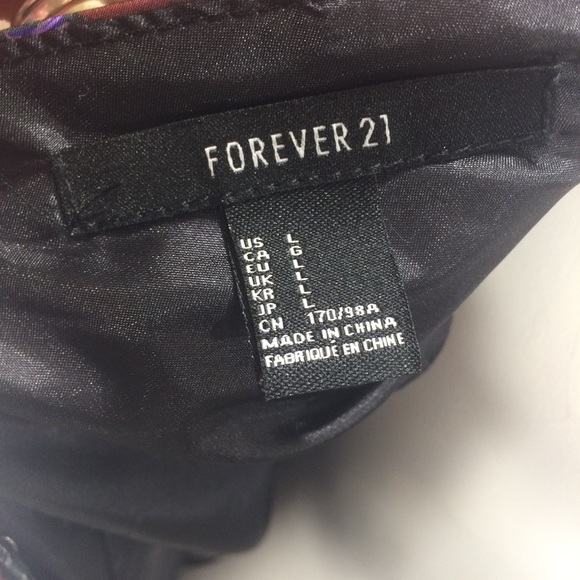 FOREVER 21
US L
CA G
EU L
UK L
KR L
JP L
CN 170/98A
MADE IN CHINA
FABRIQUÉ EN CHINE